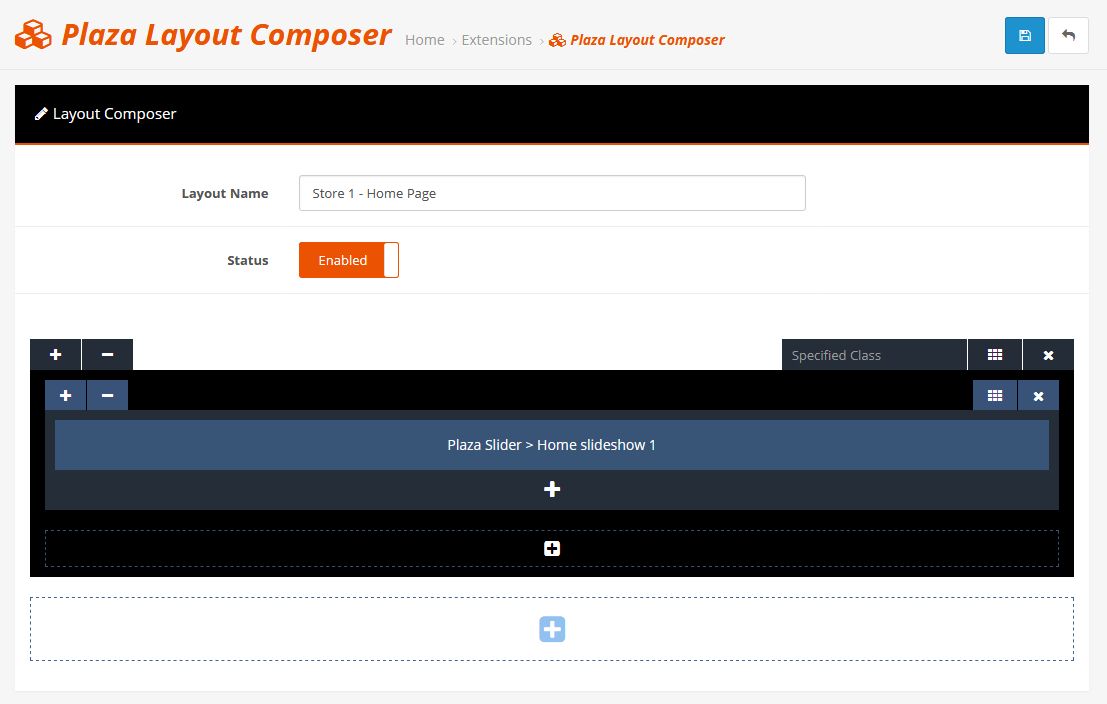 Plaza Layout Composer
Home › Extensions › Plaza Layout Composer
Layout Composer
Layout Name
Store 1 - Home Page
Status
Enabled
Specified Class
Plaza Slider > Home slideshow 1